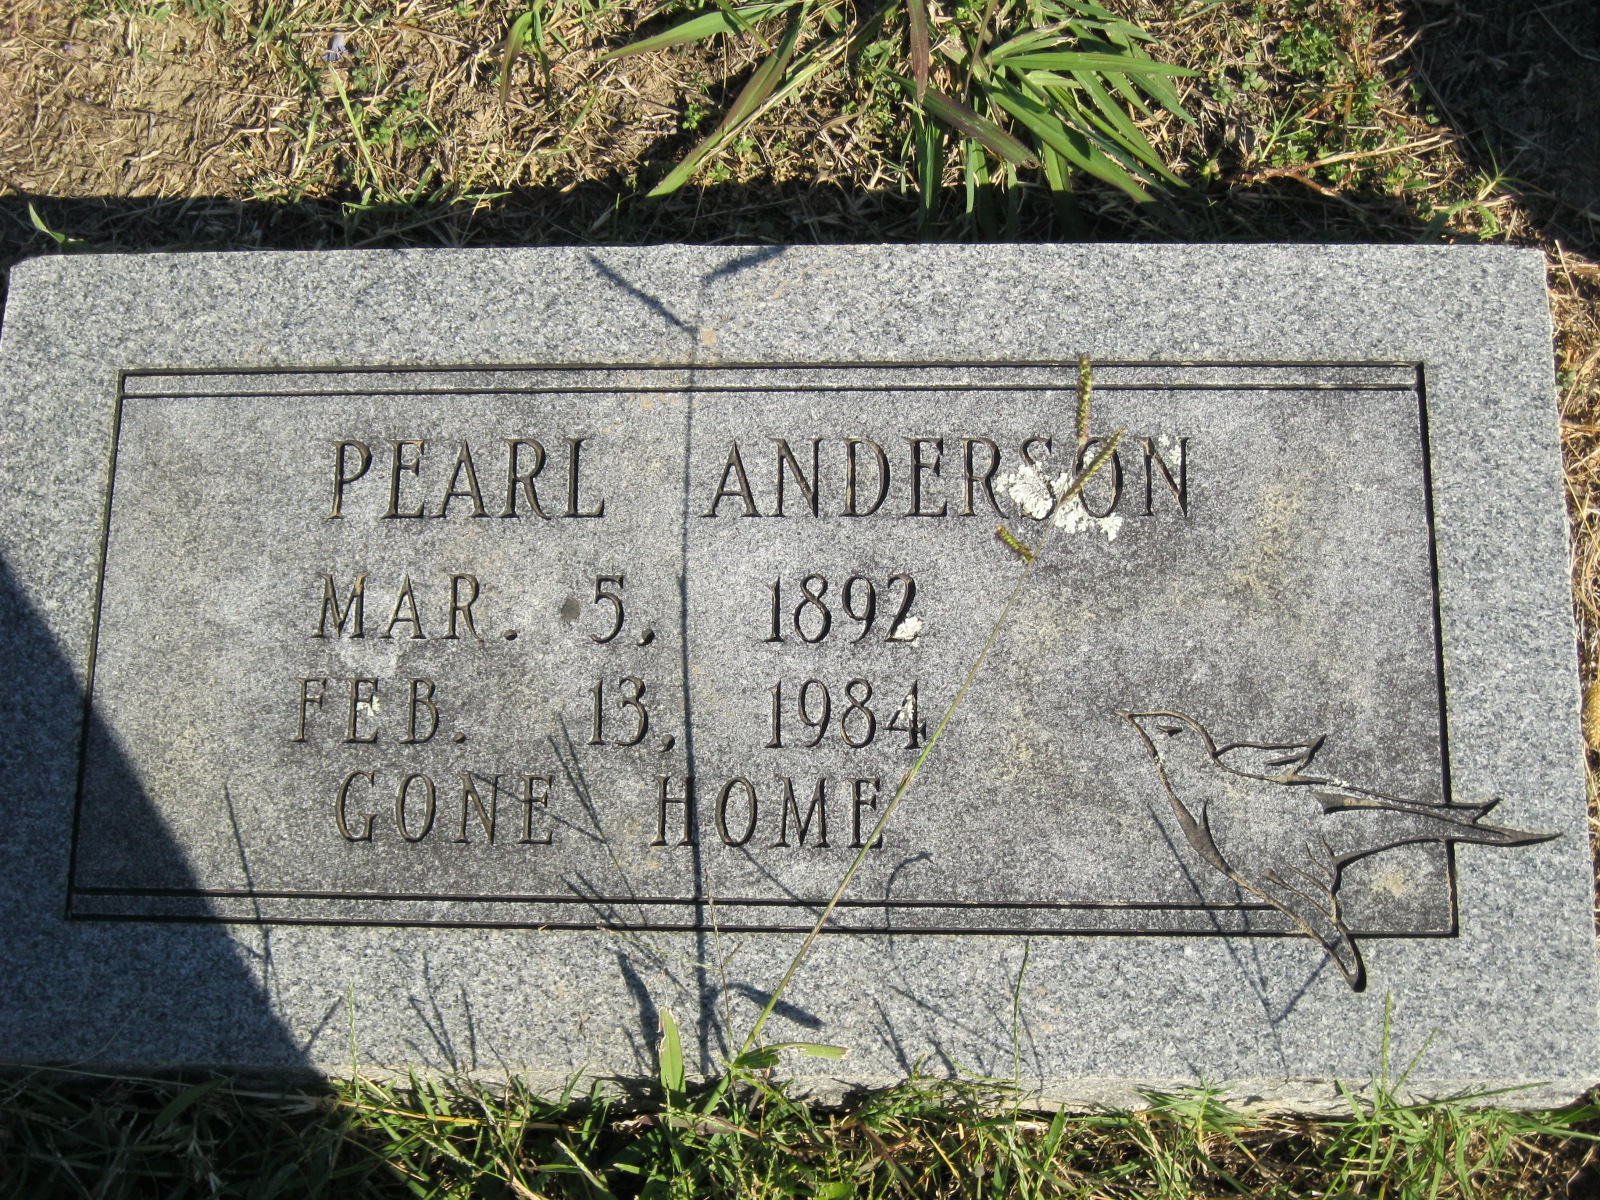 PEARL ANDERSON
MAR. 5, 1892
FEB. 13, 1984
GONE HOME